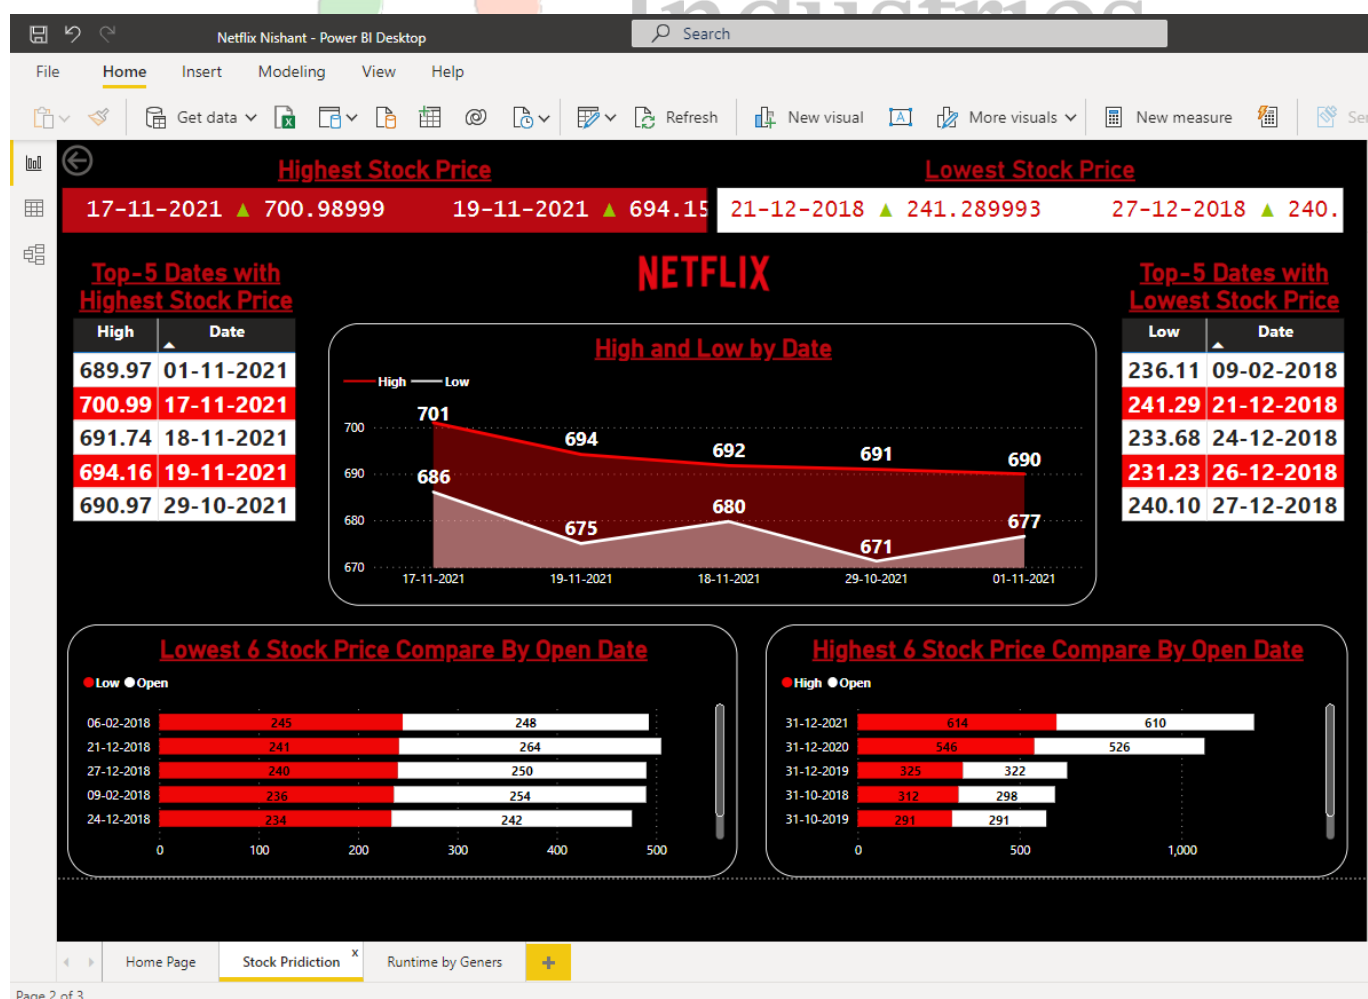 Industries
Netflix Nishant - Power BI Desktop
Search
File Home Insert Modeling View Help
Get data Refresh New visual A More visuals New measure Se
Highest Stock Price
Lowest Stock Price
17-11-2021 ▲ 700.98999 19-11-2021 ▲ 694.15
21-12-2018 ▲ 241.289993 27-12-2018 ▲ 240.
Top-5 Dates with
Highest Stock Price
High Date
689.97 01-11-2021
700.99 17-11-2021
691.74 18-11-2021
694.16 19-11-2021
690.97 29-10-2021
NETFLIX
High and Low by Date
High Low
700
690
680
670
701 694 692 691 690
686 675 680 671 677
17-11-2021 19-11-2021 18-11-2021 29-10-2021 01-11-2021
Top-5 Dates with
Lowest Stock Price
Low Date
236.11 09-02-2018
241.29 21-12-2018
233.68 24-12-2018
231.23 26-12-2018
240.10 27-12-2018
Lowest 6 Stock Price Compare By Open Date
Low Open
06-02-2018 245 248
21-12-2018 241 264
27-12-2018 240 250
09-02-2018 236 254
24-12-2018 234 242
0 100 200 300 400 500
Highest 6 Stock Price Compare By Open Date
High Open
31-12-2021 614 610
31-12-2020 546 526
31-12-2019 325 322
31-10-2018 312 298
31-10-2019 291 291
0 500 1,000
Home Page Stock Pridiction x Runtime by Geners +
Page 2 of 3